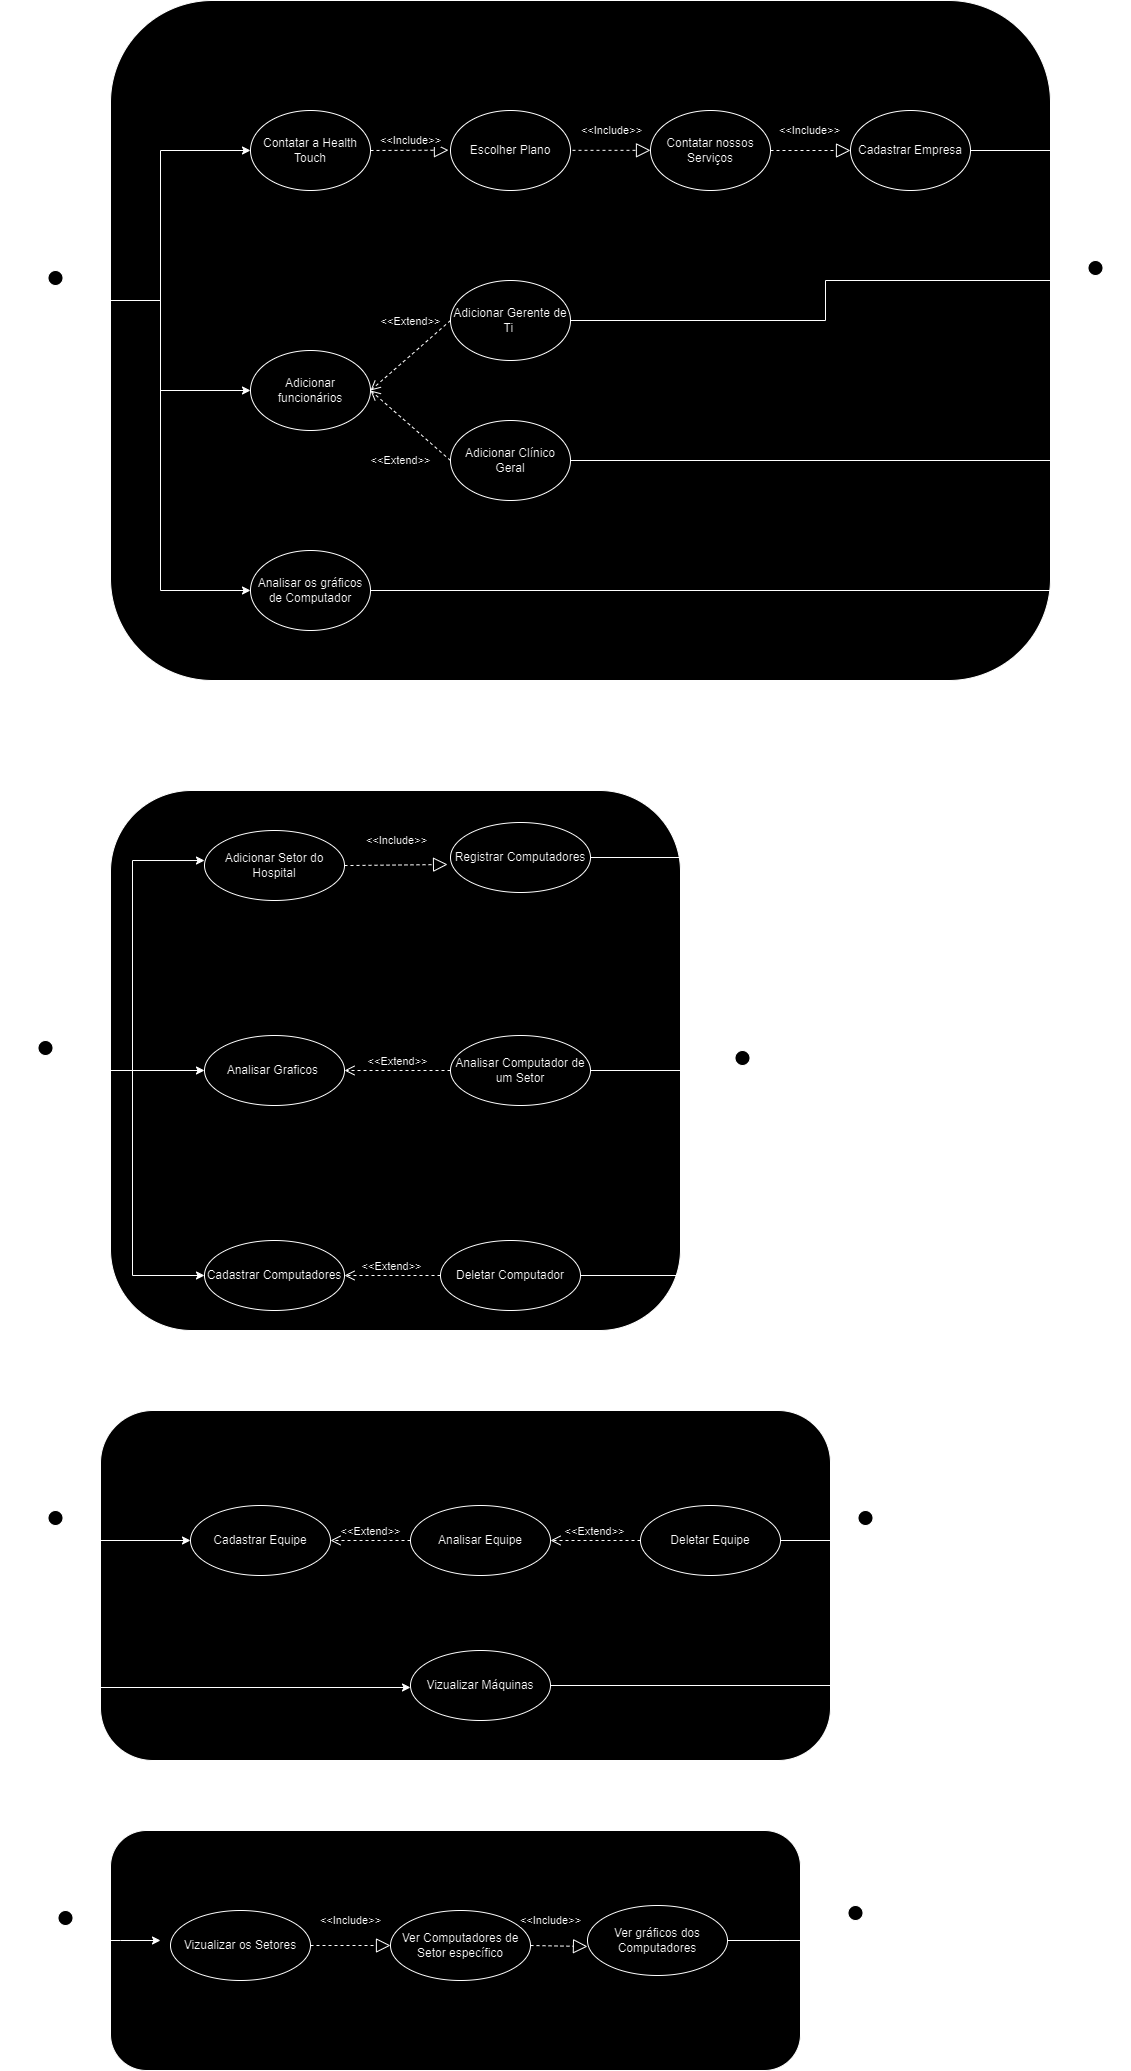 Contatar a Health
Touch
<<Include>>
Escolher Plano
<<Include>>
Contatar nossos
Serviços
<<Include>>
Cadastrar Empresa
<<Extend>>
Adicionar Gerente de
Ti
Adicionar
funcionários
<<Extend>>
Adicionar Clínico
Geral
Analisar os gráficos
de Computador
Adicionar Setor do
Hospital
<<Include>>
Registrar Computadores
Analisar Graficos
<<Extend>>
Analisar Computador de
um Setor
Cadastrar Computadores
<<Extend>>
Deletar Computador
Cadastrar Equipe
<<Extend>>
Analisar Equipe
<<Extend>>
Deletar Equipe
Vizualizar Máquinas
Vizualizar os Setores
<<Include>>
Ver Computadores de
Setor específico
<<Include>>
Ver gráficos dos
Computadores